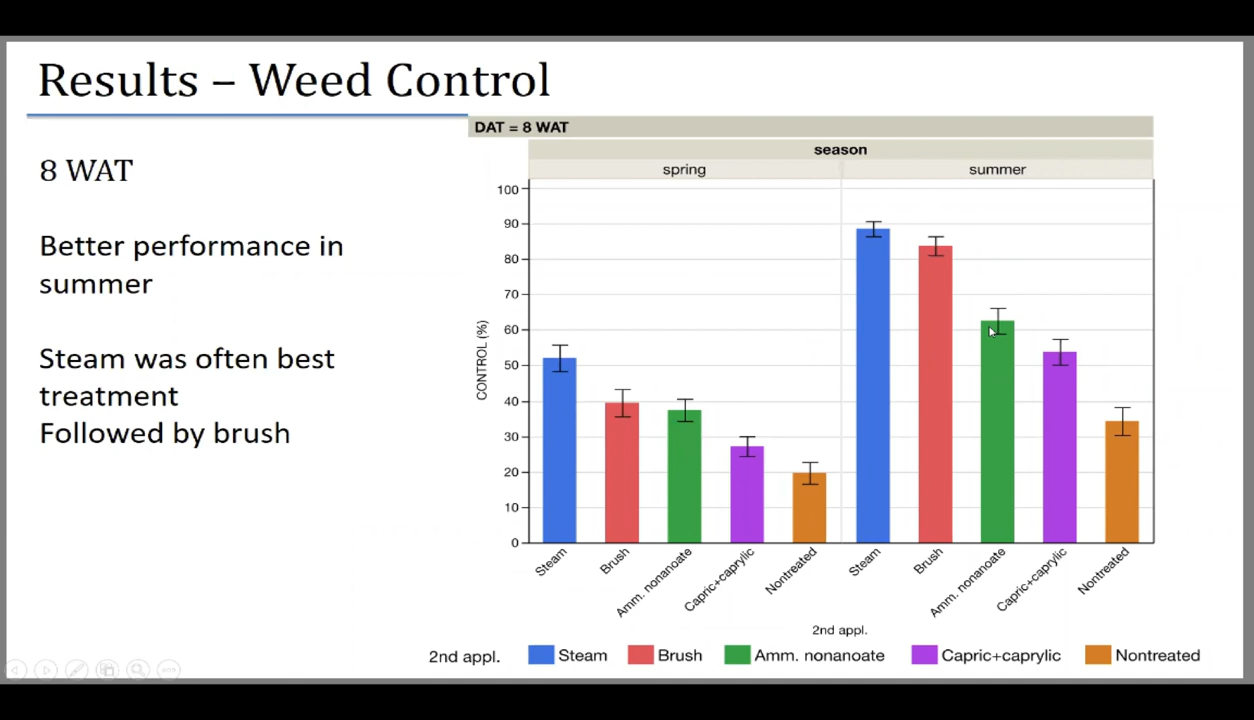 Results – Weed Control
8 WAT
Better performance in
summer
Steam was often best
treatment
Followed by brush
DAT = 8 WAT
season
spring summer
CONTROL (%)
100
90
80
70
60
50
40
30
20
10
0
Steam Brush Amm. nonanoate Capric+caprylic Nontreated Steam Brush Amm. nonanoate Capric+caprylic Nontreated
2nd appl.
2nd appl. Steam Brush Amm. nonanoate Capric+caprylic Nontreated